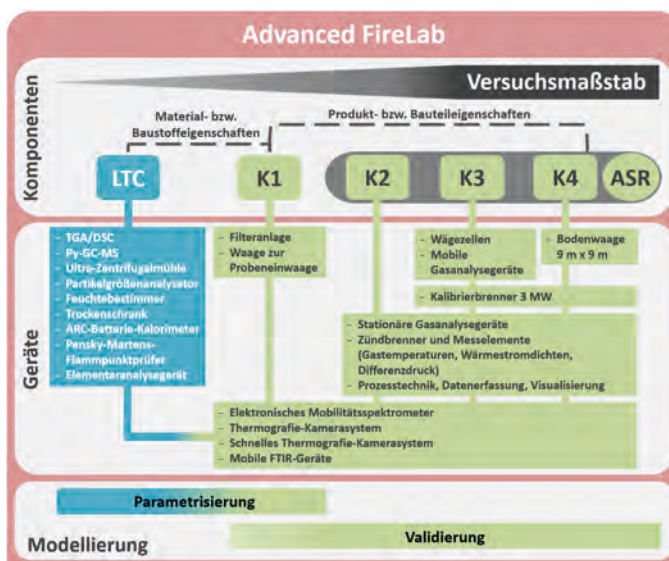 Advanced FireLab
Komponenten
Versuchsmaßstab
Material- bzw.
Baustoffeigenschaften
Produkt- bzw. Bauteileigenschaften
LTC
K1
K2
K3
K4
ASR
Geräte
- TGA/DSC
- Py-GC-MS
- Ultra-Zentrifugalmühle
- Partikelgrößenanalysator
- Feuchtebestimmer
- Trockenschrank
- ARC-Batterie-Kalorimeter
- Pensky-Martens-
Flammpunktprüfer
- Elementaranalysegerät
- Filteranlage
- Waage zur
Probeneinwaage
- Wägezellen
- Mobile
Gasanalysegeräte
- Bodenwaage
9 m x 9 m
- Kalibrierbrenner 3 MW
- Stationäre Gasanalysegeräte
- Zündbrenner und Messelemente
(Gastemperaturen, Wärmestromdichten,
Differenzdruck)
- Prozesstechnik, Datenerfassung, Visualisierung
- Elektronisches Mobilitätsspektrometer
- Thermografie-Kamerasystem
- Schnelles Thermografie-Kamerasystem
- Mobile FTIR-Geräte
Parametrisierung
Validierung
Modellierung